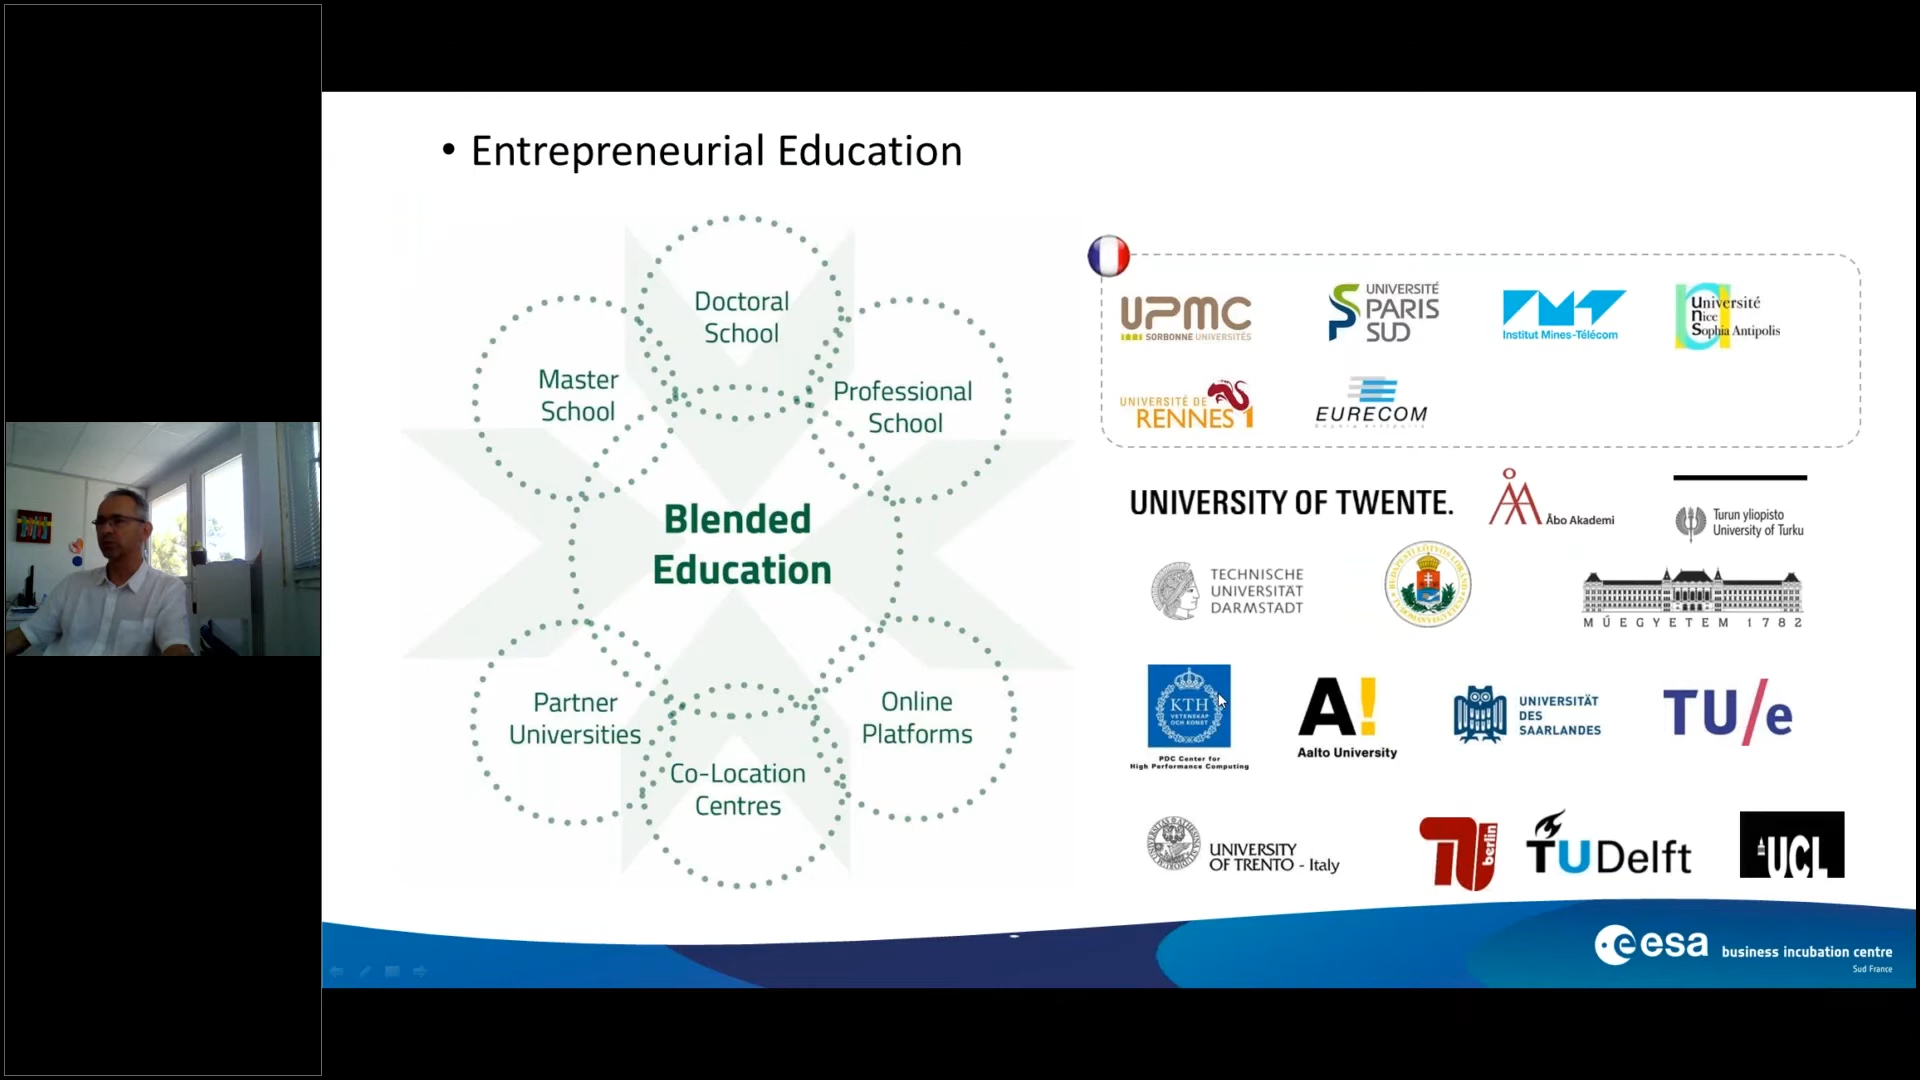 • Entrepreneurial Education
Doctoral
School
Master
School
Professional
School
Blended
Education
Partner
Universities
Online
Platforms
Co-Location
Centres
UPMC
SORBONNE UNIVERSITÉS
UNIVERSITÉ
PARIS
SUD
Institut Mines-Télécom
Université
Nice
Sophia Antipolis
UNIVERSITÉ DE
RENNES 1
EURECOM
Sophia Antipolis
UNIVERSITY OF TWENTE.
Åbo Akademi
Turun yliopisto
University of Turku
TECHNISCHE
UNIVERSITÄT
DARMSTADT
MŰEGYETEM 1782
KTH
VETENSKAP
OCH KONST
PDC Center for
High Performance Computing
A!
Aalto University
UNIVERSITÄT
DES
SAARLANDES
TU/e
UNIVERSITY
OF TRENTO - Italy
TU berlin
TUDelft
UCL
esa business incubation centre
Sud France